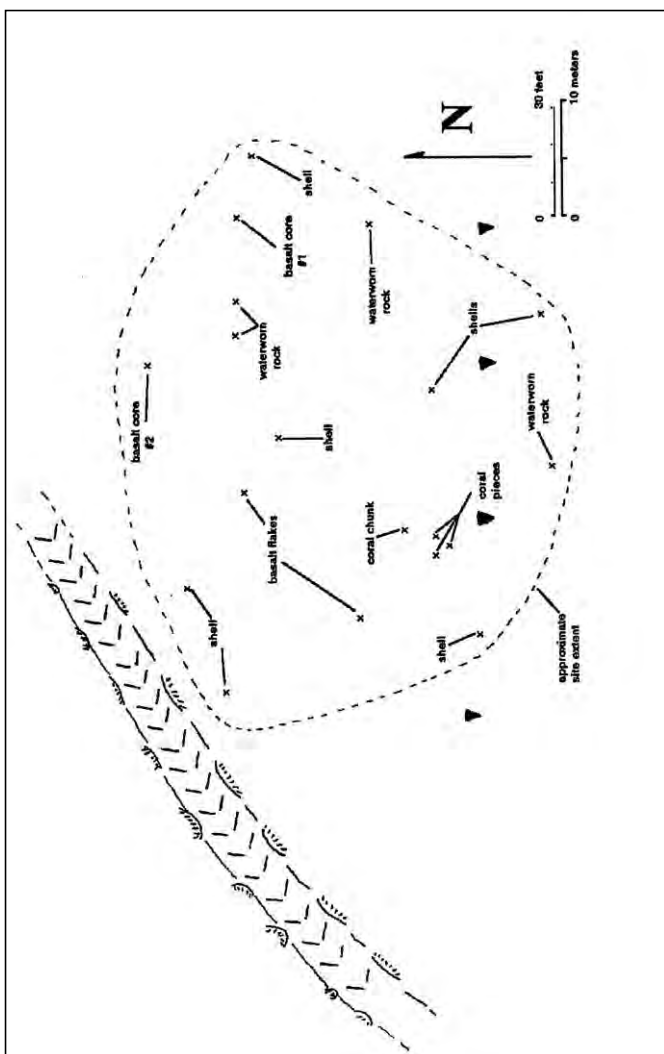 basalt core
#2
shell
waterworn
rock
basalt flakes
basalt core
#1
shell
shell
coral chunk
waterworn
rock
shell
N
shells
coral
pieces
waterworn
rock
approximate
site extent
0 30 feet
0 10 meters